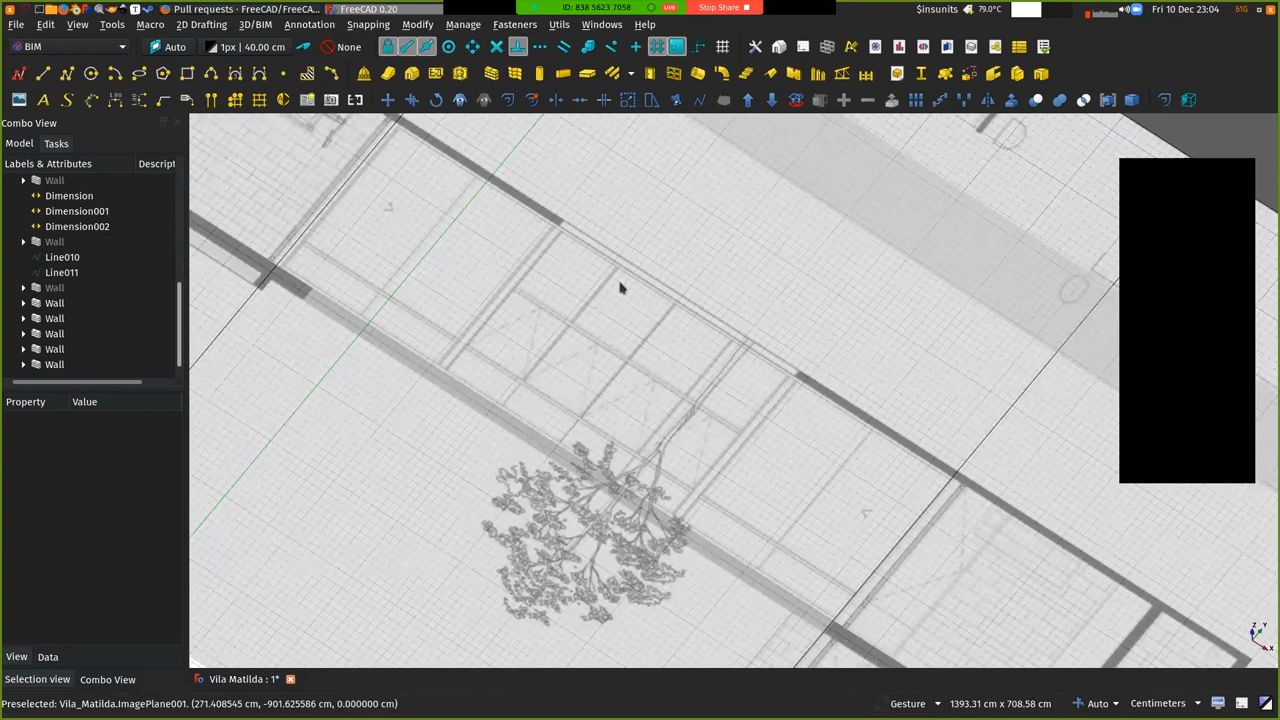 Pull requests · FreeCAD/FreeCA...
FreeCAD 0.20
ID: 838 5623 7058
LIVE
Stop Share
$insunits
79.0°C
Fri 10 Dec 23:04
61G
File Edit View Tools Macro 2D Drafting 3D/BIM Annotation Snapping Modify Manage Fasteners Utils Windows Help
BIM
Auto
1px | 40.00 cm
None
Combo View
Model Tasks
Labels & Attributes Descript
Wall
Dimension
Dimension001
Dimension002
Wall
Line010
Line011
Wall
Wall
Wall
Wall
Wall
Wall
Property Value
View Data
Selection view Combo View
Vila Matilda : 1*
Preselected: Vila_Matilda.ImagePlane001. (271.408545 cm, -901.625586 cm, 0.000000 cm)
Gesture
1393.31 cm x 708.58 cm
Auto
Centimeters
Z Y
X